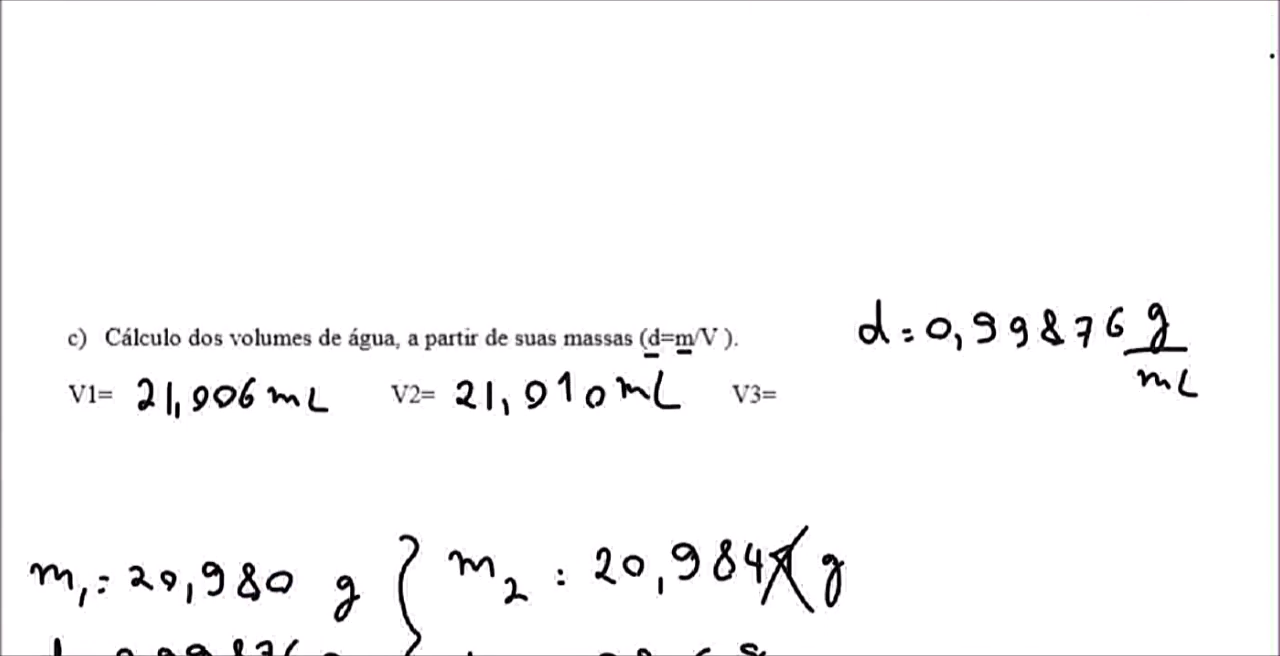 c) Cálculo dos volumes de água, a partir de suas massas (d=m/V ). d = 0,99876 g/mL
V1= 21,006 mL V2= 21,010 mL V3=
m₁ = 20,980 g } m₂ : 20,984 g